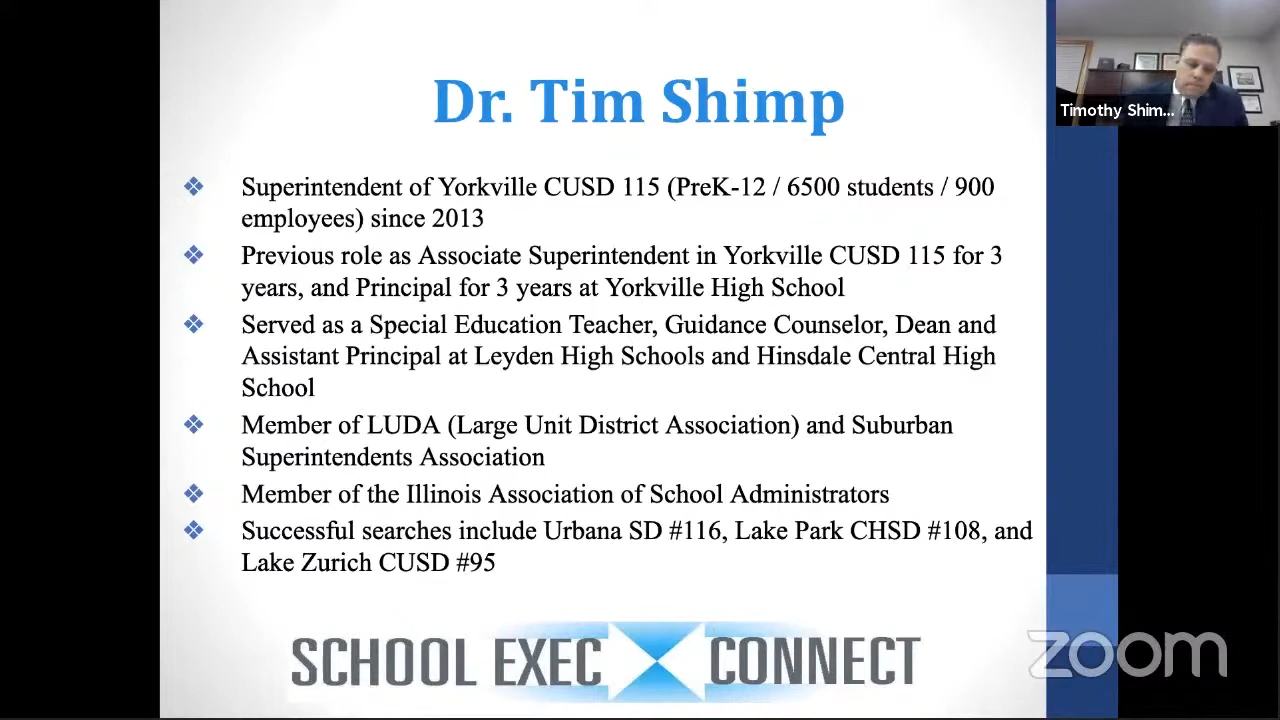 Dr. Tim Shimp
Timothy Shim...
❖ Superintendent of Yorkville CUSD 115 (PreK-12 / 6500 students / 900
employees) since 2013
❖ Previous role as Associate Superintendent in Yorkville CUSD 115 for 3
years, and Principal for 3 years at Yorkville High School
❖ Served as a Special Education Teacher, Guidance Counselor, Dean and
Assistant Principal at Leyden High Schools and Hinsdale Central High
School
❖ Member of LUDA (Large Unit District Association) and Suburban
Superintendents Association
❖ Member of the Illinois Association of School Administrators
❖ Successful searches include Urbana SD #116, Lake Park CHSD #108, and
Lake Zurich CUSD #95
SCHOOL EXEC CONNECT
zoom